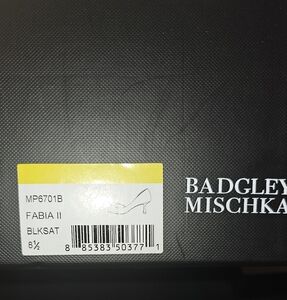 MP6701B
FABIA II
BLKSAT
6½
8 85383 50377 1
BADGLEY
MISCHKA